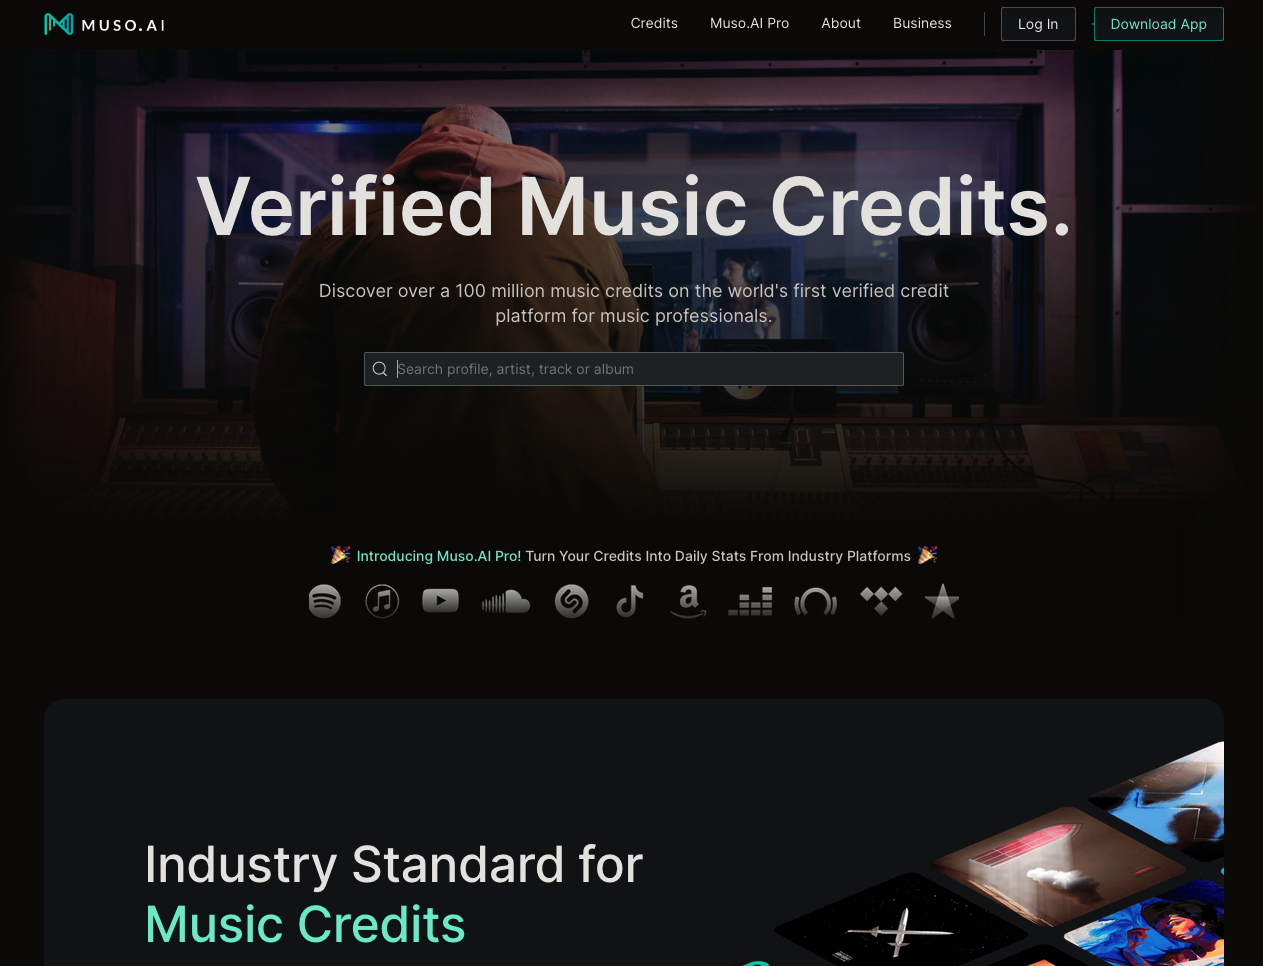 MUSO.AI
Credits
Muso.AI Pro
About
Business
Log In
Download App
Verified Music Credits.
Discover over a 100 million music credits on the world's first verified credit
platform for music professionals.
Search profile, artist, track or album
🎉 Introducing Muso.AI Pro! Turn Your Credits Into Daily Stats From Industry Platforms 🎉
Industry Standard for
Music Credits